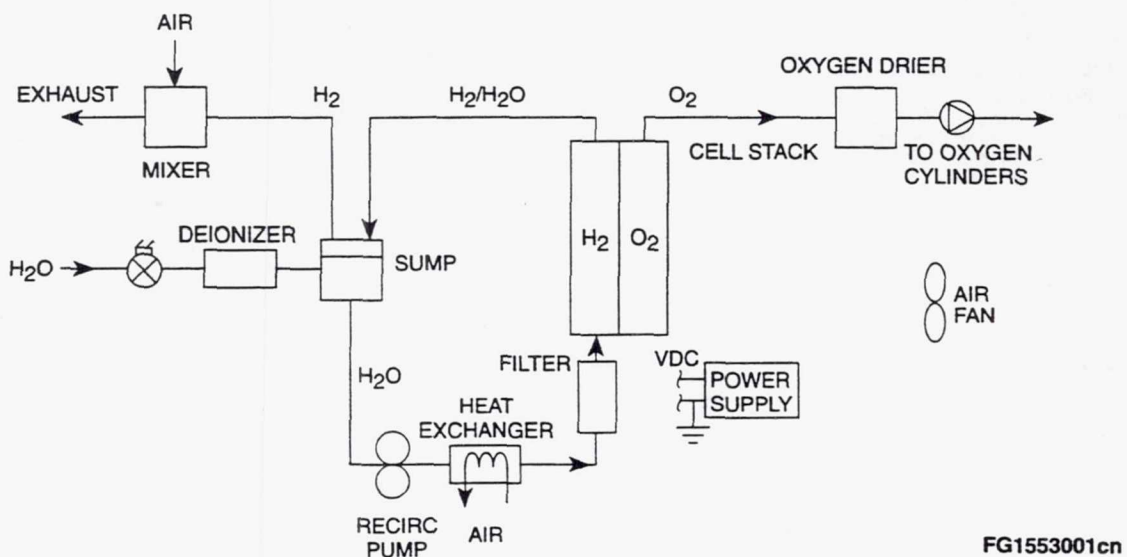 AIR
EXHAUST
H2
H2/H2O
O2
OXYGEN DRIER
MIXER
CELL STACK
TO OXYGEN
CYLINDERS
DEIONIZER
H2O
SUMP
H2
O2
AIR
FAN
H2O
FILTER
VDC
POWER
SUPPLY
HEAT
EXCHANGER
RECIRC
PUMP
AIR
FG1553001cn